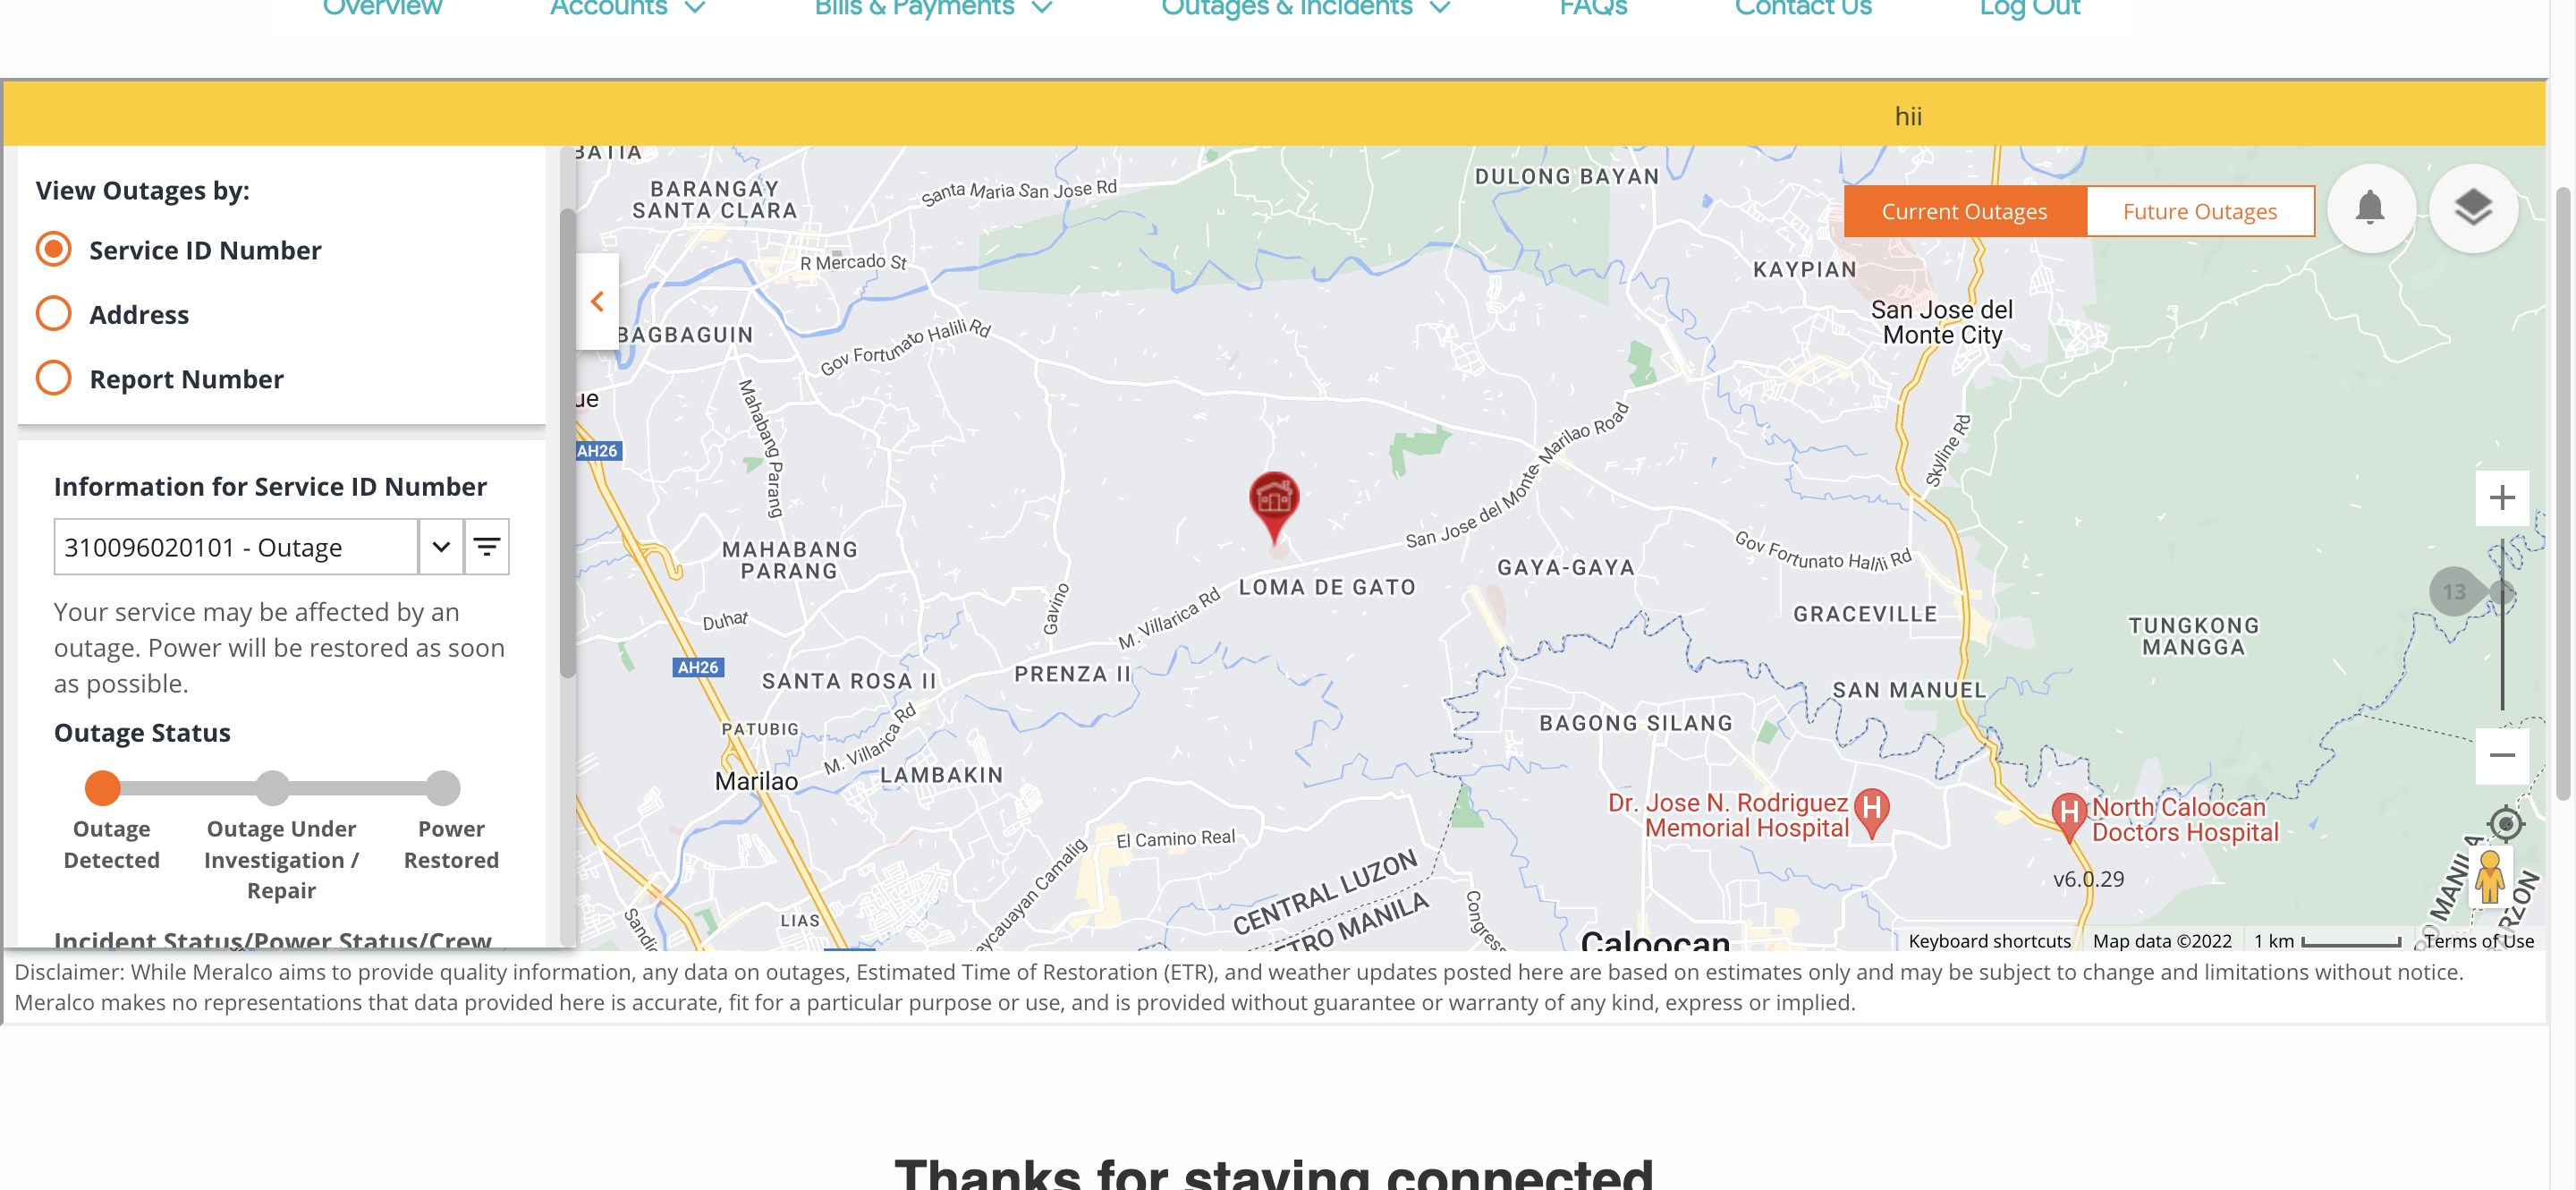 Overview Accounts Bills & Payments Outages & Incidents FAQs Contact Us Log Out
hii
View Outages by:
Service ID Number
Address
Report Number
Information for Service ID Number
310096020101 - Outage
Your service may be affected by an
outage. Power will be restored as soon
as possible.
Outage Status
Outage
Detected
Outage Under
Investigation /
Repair
Power
Restored
Incident Status/Power Status/Crew
BARANGAY
SANTA CLARA
Santa Maria San Jose Rd
DULONG BAYAN
Current Outages
Future Outages
R Mercado St
KAYPIAN
San Jose del
Monte City
BAGBAGUIN
Gov Fortunato Halili Rd
ue
Mahabang Parang
AH26
Skyline Rd
San Jose del Monte- Marilao Road
MAHABANG
PARANG
Gov Fortunato Halili Rd
LOMA DE GATO
GAYA-GAYA
Gavino
M. Villarica Rd
Duhat
GRACEVILLE
13
TUNGKONG
MANGGA
AH26
SANTA ROSA II
PRENZA II
SAN MANUEL
PATUBIG
M. Villarica Rd
BAGONG SILANG
Marilao
LAMBAKIN
Dr. Jose N. Rodriguez
Memorial Hospital
H
H
North Caloocan
Doctors Hospital
El Camino Real
eycauayan Camalig
CENTRAL LUZON
TRO MANILA
v6.0.29
LIAS
Congress
Caloocan
MANILA
Keyboard shortcuts
Map data ©2022
1 km
Terms of Use
Disclaimer: While Meralco aims to provide quality information, any data on outages, Estimated Time of Restoration (ETR), and weather updates posted here are based on estimates only and may be subject to change and limitations without notice.
Meralco makes no representations that data provided here is accurate, fit for a particular purpose or use, and is provided without guarantee or warranty of any kind, express or implied.
Thanks for staying connected